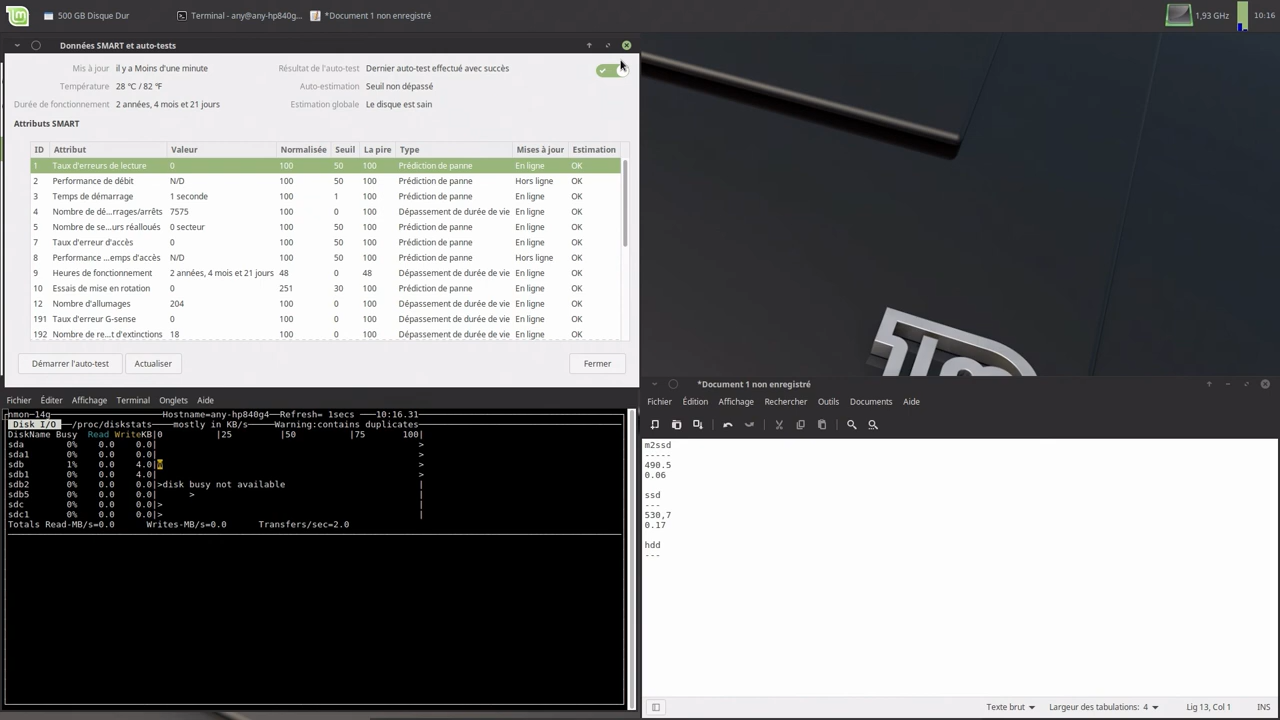 500 GB Disque Dur
Terminal - any@any-hp840g...
*Document 1 non enregistré
1,93 GHz
10:16
Données SMART et auto-tests
Mis à jour il y a Moins d'une minute
Résultat de l'auto-test Dernier auto-test effectué avec succès
Température 28 °C / 82 °F
Auto-estimation Seuil non dépassé
Durée de fonctionnement 2 années, 4 mois et 21 jours
Estimation globale Le disque est sain
Attributs SMART
ID Attribut Valeur Normalisée Seuil La pire Type Mises à jour Estimation
1 Taux d'erreurs de lecture 0 100 50 100 Prédiction de panne En ligne OK
2 Performance de débit N/D 100 50 100 Prédiction de panne Hors ligne OK
3 Temps de démarrage 1 seconde 100 1 100 Prédiction de panne En ligne OK
4 Nombre de dé...rrages/arrêts 7575 100 0 100 Dépassement de durée de vie En ligne OK
5 Nombre de se...urs réalloués 0 secteur 100 50 100 Prédiction de panne En ligne OK
7 Taux d'erreur d'accès 0 100 50 100 Prédiction de panne En ligne OK
8 Performance ...emps d'accès N/D 100 50 100 Prédiction de panne Hors ligne OK
9 Heures de fonctionnement 2 années, 4 mois et 21 jours 48 0 48 Dépassement de durée de vie En ligne OK
10 Essais de mise en rotation 0 251 30 100 Prédiction de panne En ligne OK
12 Nombre d'allumages 204 100 0 100 Dépassement de durée de vie En ligne OK
191 Taux d'erreur G-sense 0 100 0 100 Dépassement de durée de vie En ligne OK
192 Nombre de re...t d'extinctions 18 100 0 100 Dépassement de durée de vie En ligne OK
Démarrer l'auto-test Actualiser Fermer
Fichier Éditer Affichage Terminal Onglets Aide
nmon-14g Hostname=any-hp840g4 Refresh= 1secs 10:16.31
Disk I/O /proc/diskstats mostly in KB/s Warning:contains duplicates
DiskName Busy Read WriteKB|0 |25 |50 |75 100|
sda 0% 0.0 0.0| >
sda1 0% 0.0 0.0| >
sdb 1% 0.0 4.0|W >
sdb1 0% 0.0 4.0| >
sdb2 0% 0.0 0.0|>disk busy not available |
sdb5 0% 0.0 0.0| > |
sdc 0% 0.0 0.0|> |
sdc1 0% 0.0 0.0|> |
Totals Read-MB/s=0.0 Writes-MB/s=0.0 Transfers/sec=2.0
*Document 1 non enregistré
Fichier Édition Affichage Rechercher Outils Documents Aide
m2ssd
-----
490.5
0.06
ssd
---
530,7
0.17
hdd
---
Texte brut Largeur des tabulations: 4 Lig 13, Col 1 INS